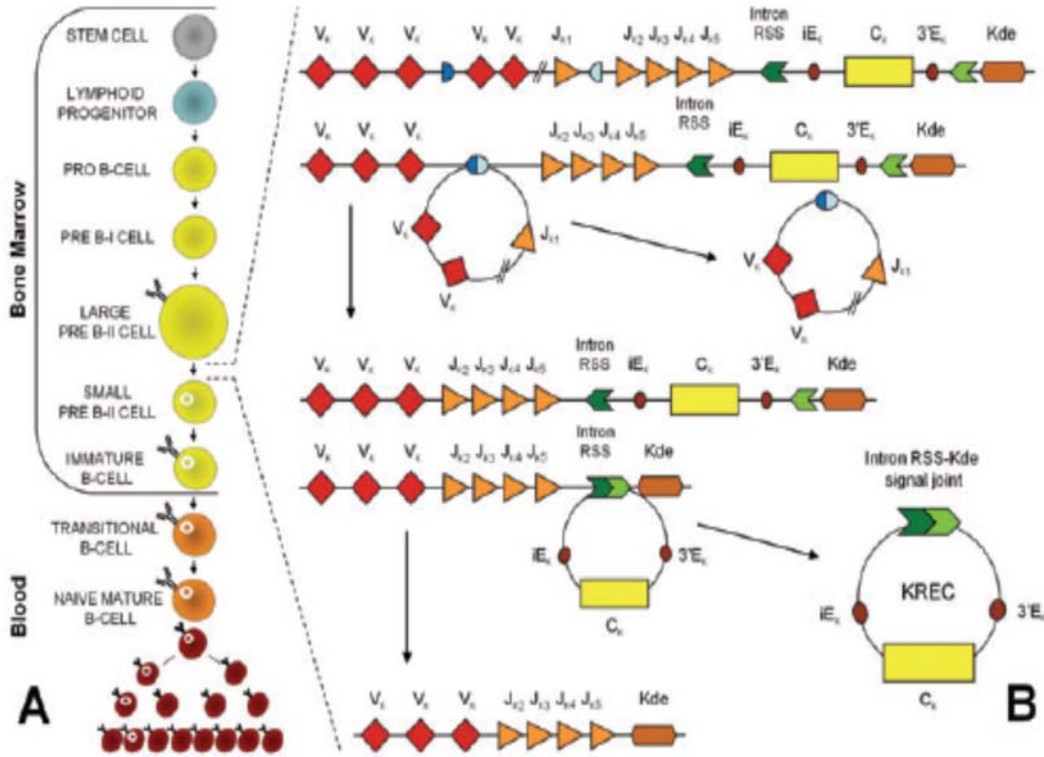 STEM CELL
LYMPHOID
PROGENITOR
PRO B-CELL
PRE B-I CELL
LARGE
PRE B-II CELL
SMALL
PRE B-II CELL
IMMATURE
B-CELL
TRANSITIONAL
B-CELL
NAIVE MATURE
B-CELL
Bone Marrow
Blood
A
Vκ Vκ Vκ Vκ Vκ Jκ1 Jκ2 Jκ3 Jκ4 Jκ5 Intron RSS iEκ Cκ 3'Eκ Kde
Vκ Vκ Vκ Jκ2 Jκ3 Jκ4 Jκ5 Intron RSS iEκ Cκ 3'Eκ Kde
Vκ Vκ Jκ1
Vκ Vκ Jκ1
Vκ Vκ Vκ Jκ2 Jκ3 Jκ4 Jκ5 Intron RSS iEκ Cκ 3'Eκ Kde
Vκ Vκ Vκ Jκ2 Jκ3 Jκ4 Jκ5 Intron RSS Kde
iEκ 3'Eκ
Cκ
Intron RSS-Kde
signal joint
KREC
iEκ 3'Eκ
Cκ
Vκ Vκ Vκ Jκ2 Jκ3 Jκ4 Jκ5 Kde
B